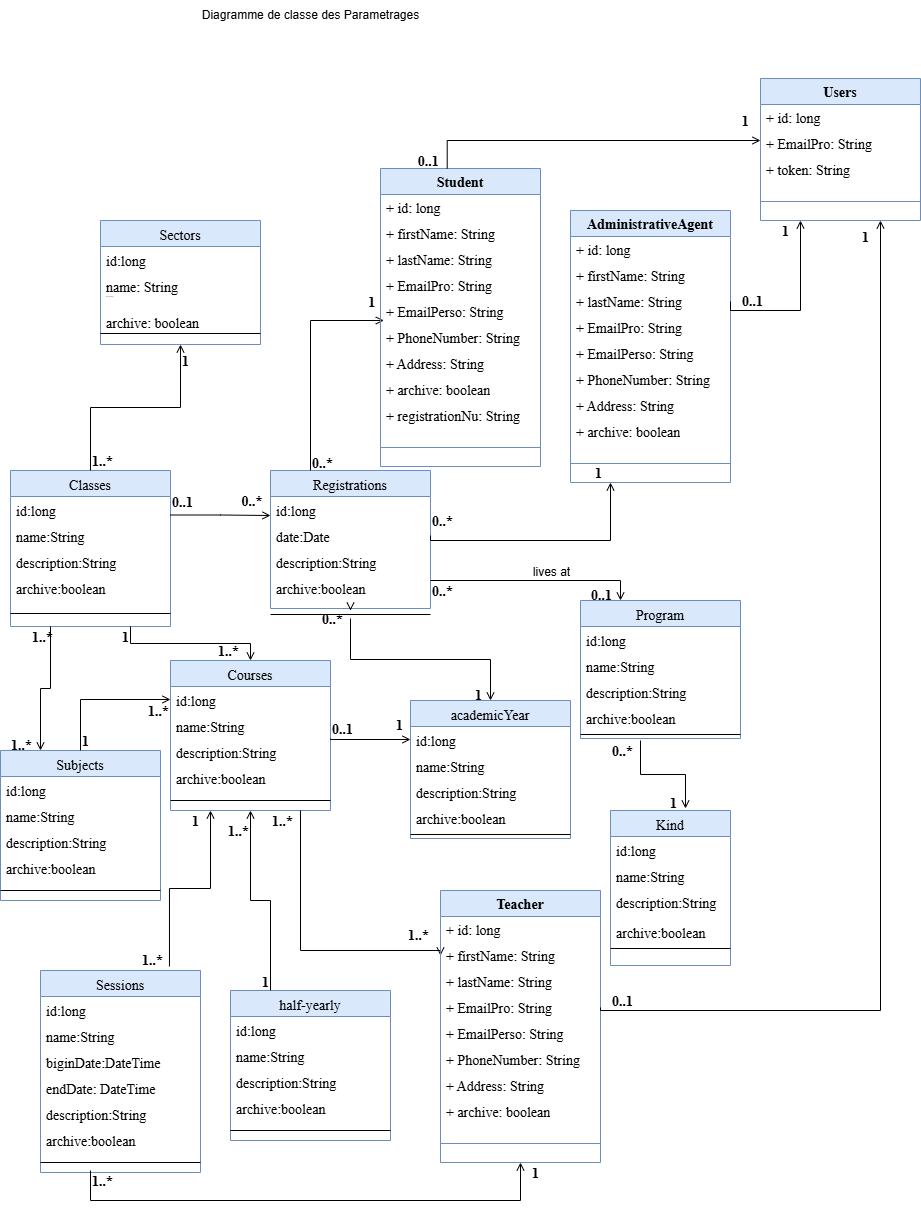 Diagramme de classe des Parametrages
Users
+ id: long
+ EmailPro: String
+ token: String
1
0..1
Student
+ id: long
+ firstName: String
+ lastName: String
+ EmailPro: String
+ EmailPerso: String
+ PhoneNumber: String
+ Address: String
+ archive: boolean
+ registrationNu: String
AdministrativeAgent
+ id: long
+ firstName: String
+ lastName: String
+ EmailPro: String
+ EmailPerso: String
+ PhoneNumber: String
+ Address: String
+ archive: boolean
1
1
0..1
Sectors
id:long
name: String
archive: boolean
1
1
1..*
0..*
1
Classes
id:long
name:String
description:String
archive:boolean
0..1
0..*
Registrations
id:long
date:Date
description:String
archive:boolean
0..*
lives at
0..*
0..1
Program
id:long
name:String
description:String
archive:boolean
1..*
1
1..*
0..*
Courses
id:long
name:String
description:String
archive:boolean
1..*
1..*
1
0..1
1
1
academicYear
id:long
name:String
description:String
archive:boolean
0..*
1
Kind
id:long
name:String
description:String
archive:boolean
Subjects
id:long
name:String
description:String
archive:boolean
1
1..*
1..*
Teacher
+ id: long
+ firstName: String
+ lastName: String
+ EmailPro: String
+ EmailPerso: String
+ PhoneNumber: String
+ Address: String
+ archive: boolean
1..*
0..1
1..*
1
Sessions
id:long
name:String
biginDate:DateTime
endDate: DateTime
description:String
archive:boolean
half-yearly
id:long
name:String
description:String
archive:boolean
1..*
1